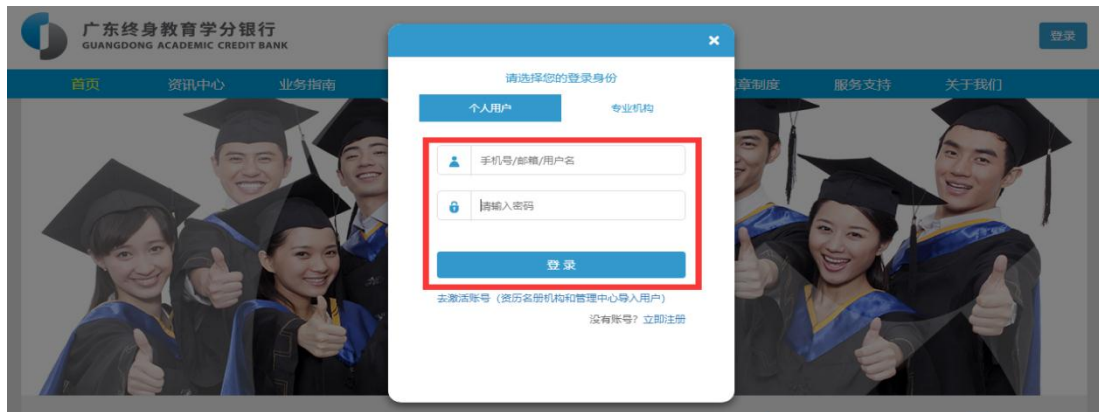 广东终身教育学分银行
GUANGDONG ACADEMIC CREDIT BANK
登录
首页 资讯中心 业务指南 章制度 服务支持 关于我们
×
请选择您的登录身份
个人用户 专业机构
手机号/邮箱/用户名
请输入密码
登 录
去激活账号（资历名册机构和管理中心导入用户）
没有账号？立即注册